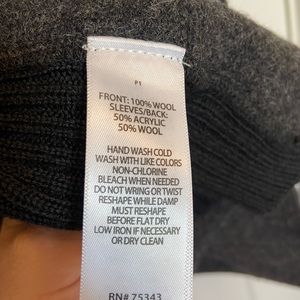 P1
FRONT: 100% WOOL
SLEEVES/BACK:
50% ACRYLIC
50% WOOL
HAND WASH COLD
WASH WITH LIKE COLORS
NON-CHLORINE
BLEACH WHEN NEEDED
DO NOT WRING OR TWIST
RESHAPE WHILE DAMP
MUST RESHAPE
BEFORE FLAT DRY
LOW IRON IF NECESSARY
OR DRY CLEAN
RN# 75343